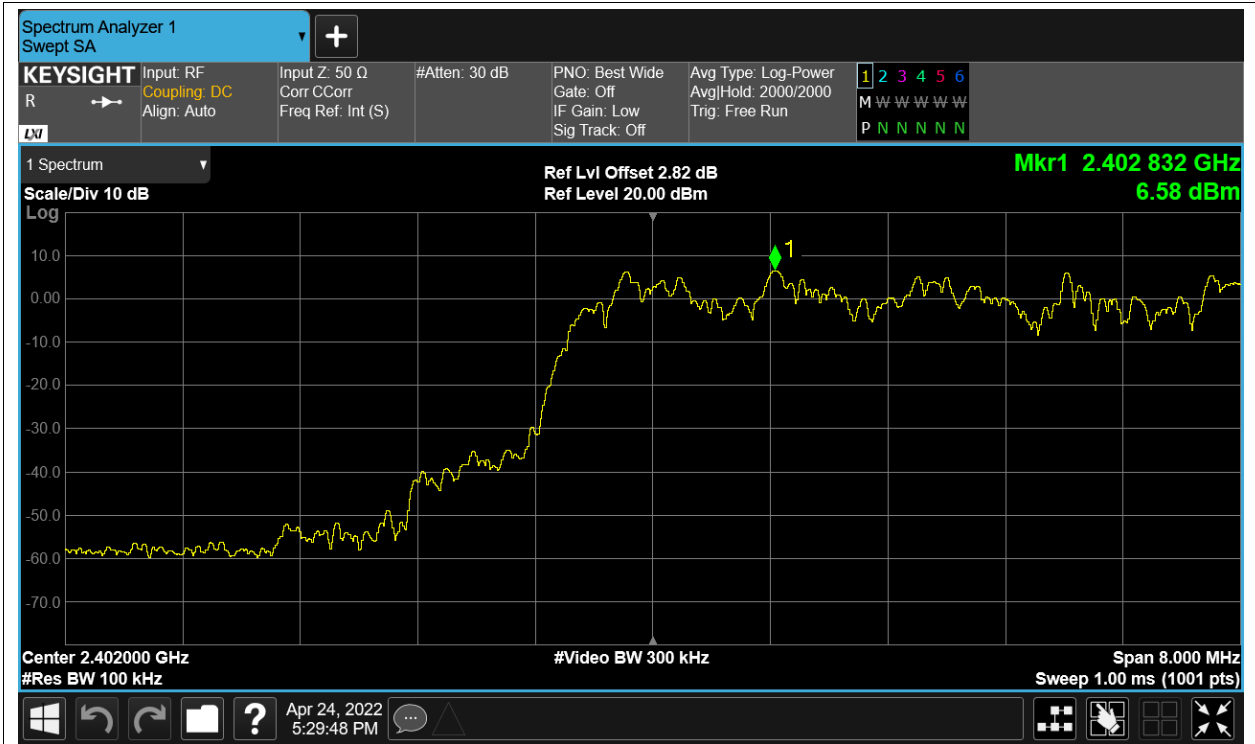 Spectrum Analyzer 1
Swept SA
KEYSIGHT
R
LXI
Input: RF
Coupling: DC
Align: Auto
Input Z: 50 Ω
Corr CCorr
Freq Ref: Int (S)
#Atten: 30 dB
PNO: Best Wide
Gate: Off
IF Gain: Low
Sig Track: Off
Avg Type: Log-Power
Avg|Hold: 2000/2000
Trig: Free Run
1 2 3 4 5 6
M W W W W W
P N N N N N
1 Spectrum
Scale/Div 10 dB
Ref Lvl Offset 2.82 dB
Ref Level 20.00 dBm
Mkr1 2.402 832 GHz
6.58 dBm
Log
10.0
0.00
-10.0
-20.0
-30.0
-40.0
-50.0
-60.0
-70.0
1
Center 2.402000 GHz
#Res BW 100 kHz
#Video BW 300 kHz
Span 8.000 MHz
Sweep 1.00 ms (1001 pts)
?
Apr 24, 2022
5:29:48 PM